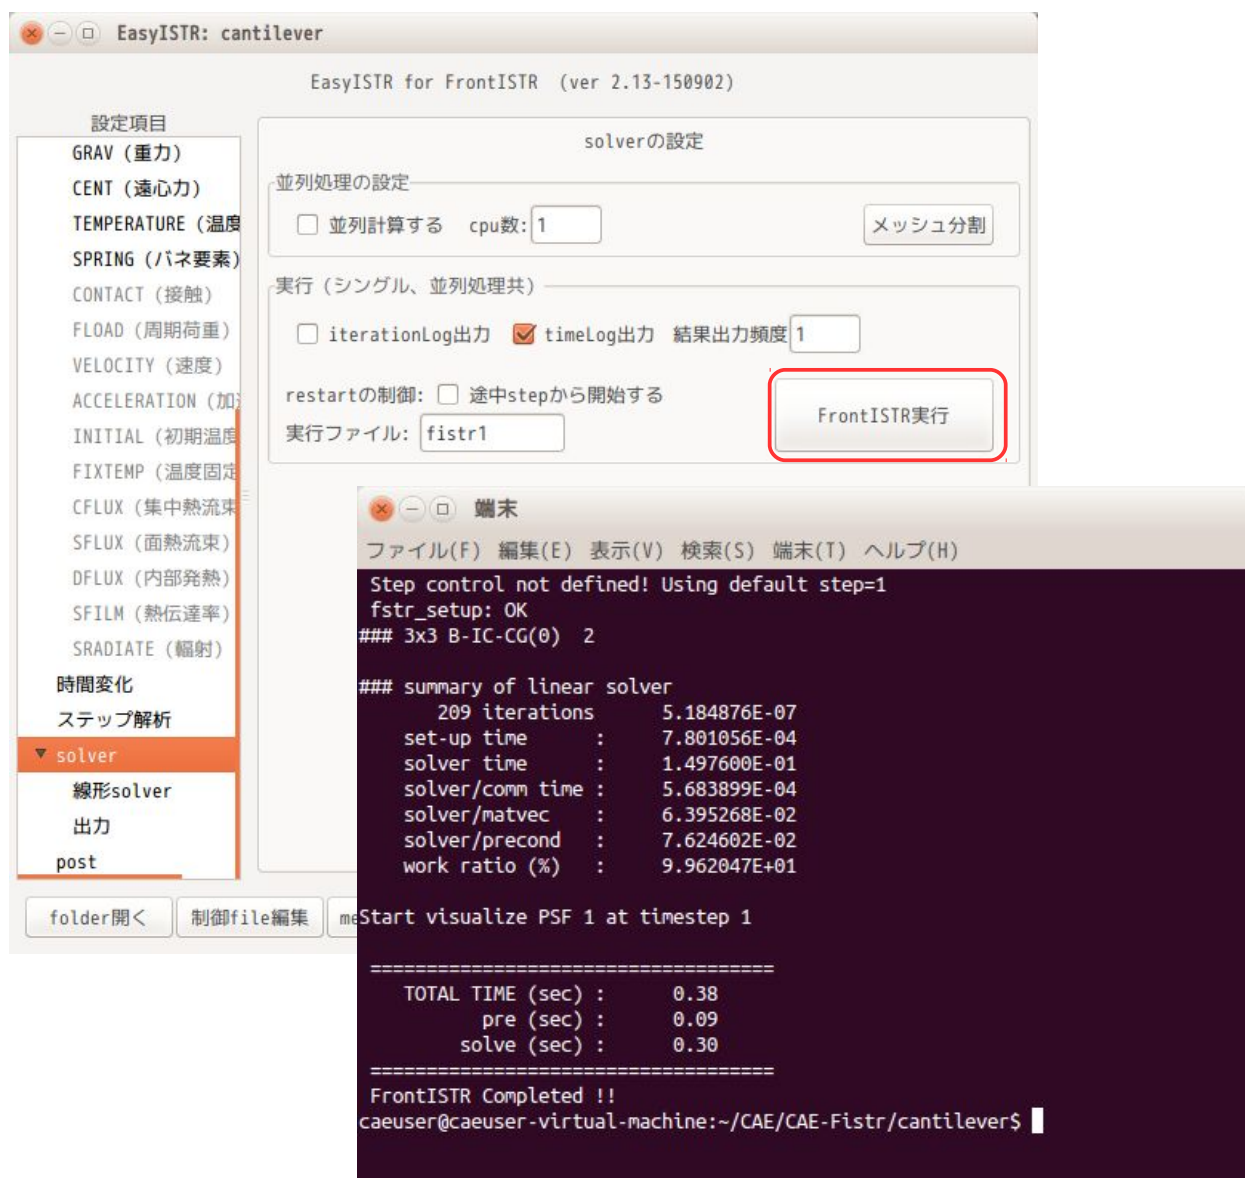 EasyISTR: cantilever
EasyISTR for FrontISTR (ver 2.13-150902)
設定項目
GRAV (重力)
CENT (遠心力)
TEMPERATURE (温度
SPRING (バネ要素)
CONTACT (接触)
FLOAD (周期荷重)
VELOCITY (速度)
ACCELERATION (加
INITIAL (初期温度
FIXTEMP (温度固定
CFLUX (集中熱流束
SFLUX (面熱流束)
DFLUX (内部発熱)
SFILM (熱伝達率)
SRADIATE (輻射)
時間変化
ステップ解析
solver
線形solver
出力
post
solverの設定
並列処理の設定
並列計算する cpu数: 1 メッシュ分割
実行 (シングル、並列処理共)
iterationLog出力 timeLog出力 結果出力頻度 1
restartの制御: 途中stepから開始する
実行ファイル: fistr1
FrontISTR実行
folder開く 制御file編集 me
端末
ファイル(F) 編集(E) 表示(V) 検索(S) 端末(T) ヘルプ(H)
Step control not defined! Using default step=1
fstr_setup: OK
### 3x3 B-IC-CG(0) 2
### summary of linear solver
209 iterations 5.184876E-07
set-up time : 7.801056E-04
solver time : 1.497600E-01
solver/comm time : 5.683899E-04
solver/matvec : 6.395268E-02
solver/precond : 7.624602E-02
work ratio (%) : 9.962047E+01
Start visualize PSF 1 at timestep 1
====================================
TOTAL TIME (sec) : 0.38
pre (sec) : 0.09
solve (sec) : 0.30
====================================
FrontISTR Completed !!
caeuser@caeuser-virtual-machine:~/CAE/CAE-Fistr/cantilever$